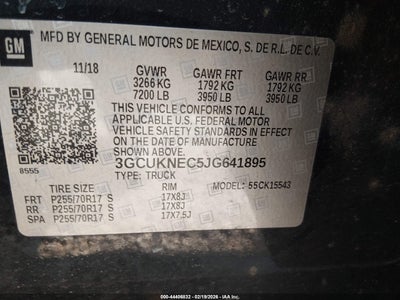 GM
MFD BY GENERAL MOTORS DE MEXICO, S. DE R.L. DE C.V.
11/18 GVWR GAWR FRT GAWR RR
3266 KG 1792 KG 1792 KG
7200 LB 3950 LB 3950 LB
THIS VEHICLE CONFORMS TO ALL
APPLICABLE U.S. FEDERAL MOTOR
VEHICLE SAFETY AND
STANDARDS IN EFFECT ON THE DATE OF
MANUFACTURE SHOWN ABOVE.
3GCUKNEC5JG641895
8555
TYPE: TRUCK MODEL: 55CK15543
RIM
FRT P255/70R17 S 17X8J
RR P255/70R17 S 17X8J
SPA P255/70R17 S 17X7.5J
000-44408832 - 02/19/2026 - IAA Inc.